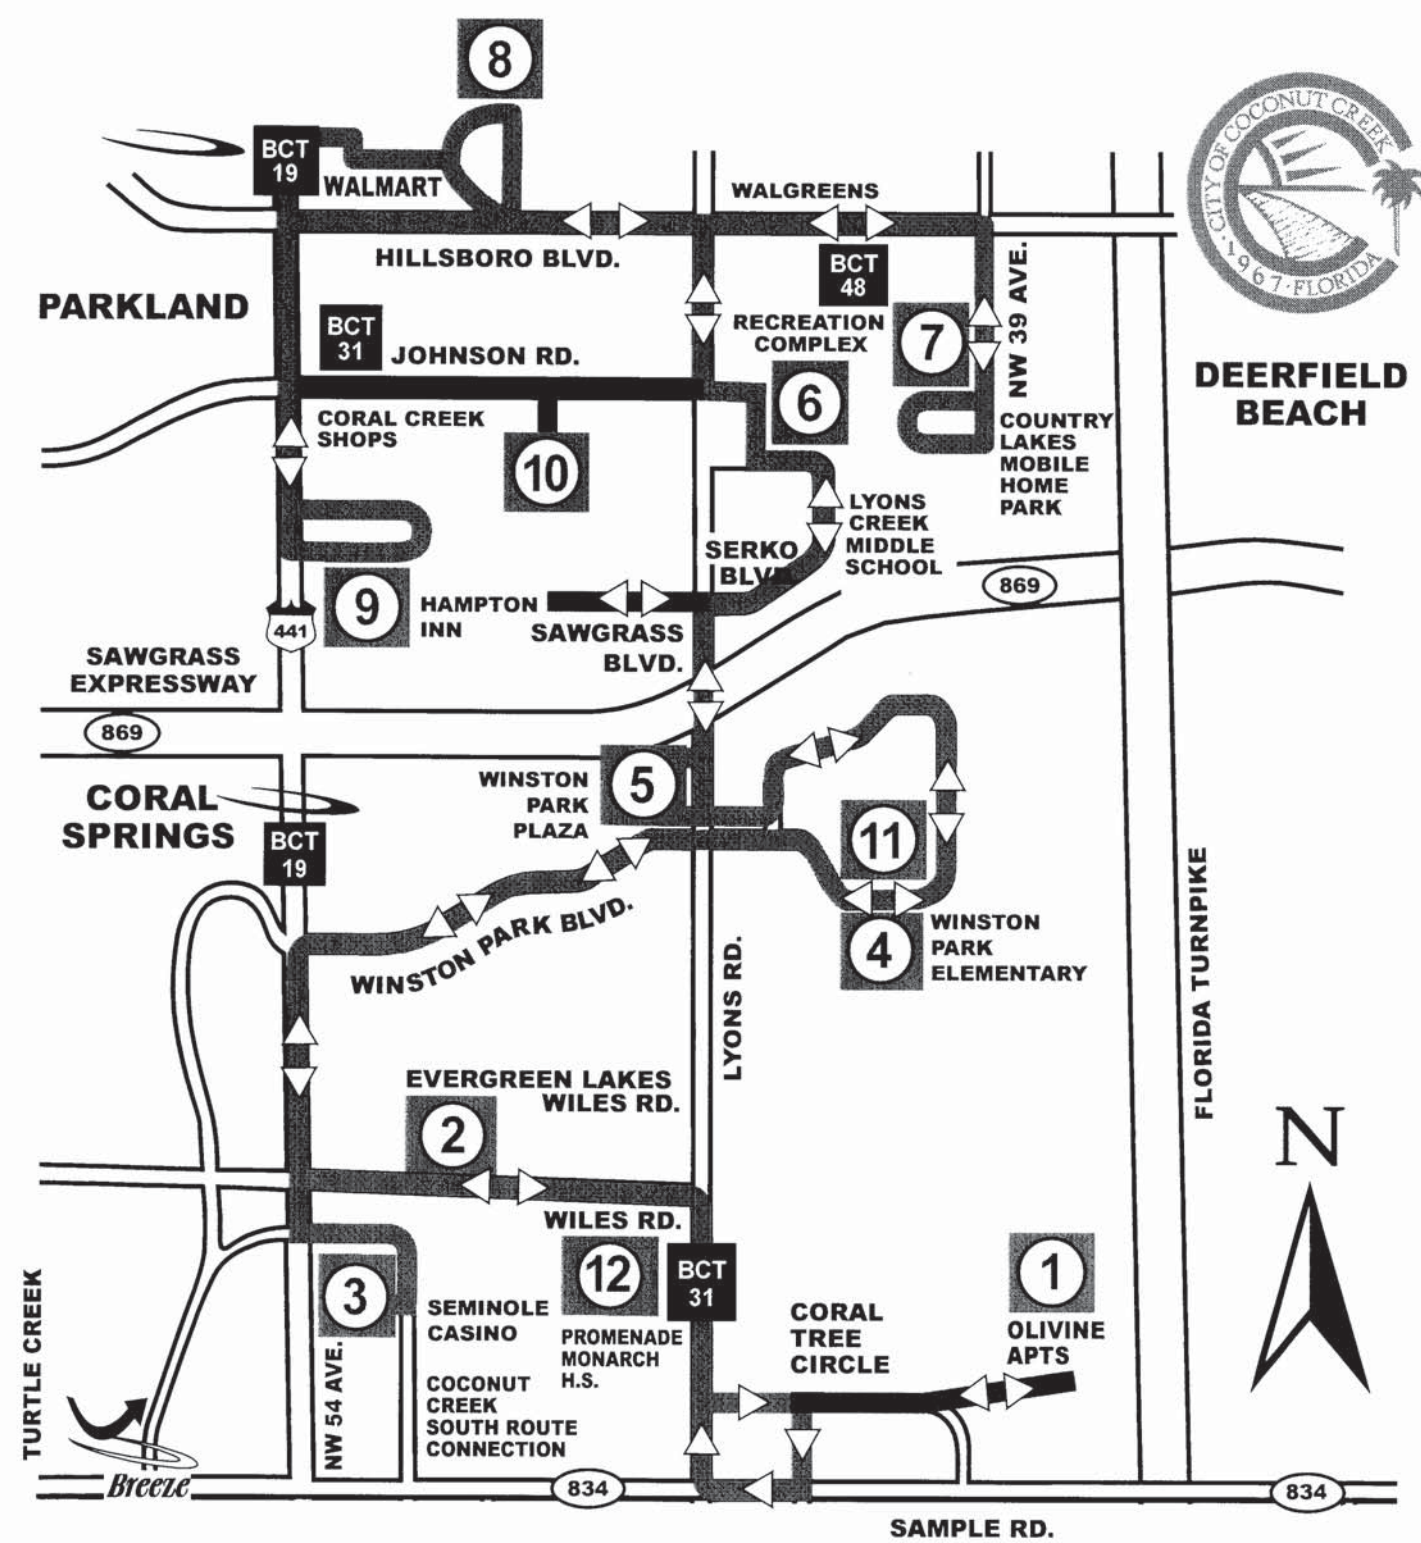 8
CITY OF COCONUT CREEK
· 1967 · FLORIDA
BCT
19
WALMART
WALGREENS
HILLSBORO BLVD.
BCT
48
PARKLAND
BCT
31
JOHNSON RD.
RECREATION
COMPLEX
7
NW 39 AVE.
DEERFIELD
BEACH
6
CORAL CREEK
SHOPS
COUNTRY
LAKES
MOBILE
HOME
PARK
10
LYONS
CREEK
MIDDLE
SCHOOL
SERKO
BLVD.
869
9
HAMPTON
INN
441
SAWGRASS
BLVD.
SAWGRASS
EXPRESSWAY
869
5
WINSTON
PARK
PLAZA
CORAL
SPRINGS
BCT
19
11
WINSTON PARK BLVD.
4
WINSTON
PARK
ELEMENTARY
LYONS RD.
FLORIDA TURNPIKE
EVERGREEN LAKES
WILES RD.
2
N
WILES RD.
3
SEMINOLE
CASINO
12
PROMENADE
MONARCH
H.S.
BCT
31
CORAL
TREE
CIRCLE
1
OLIVINE
APTS
TURTLE CREEK
NW 54 AVE.
COCONUT
CREEK
SOUTH ROUTE
CONNECTION
Breeze
834
834
SAMPLE RD.